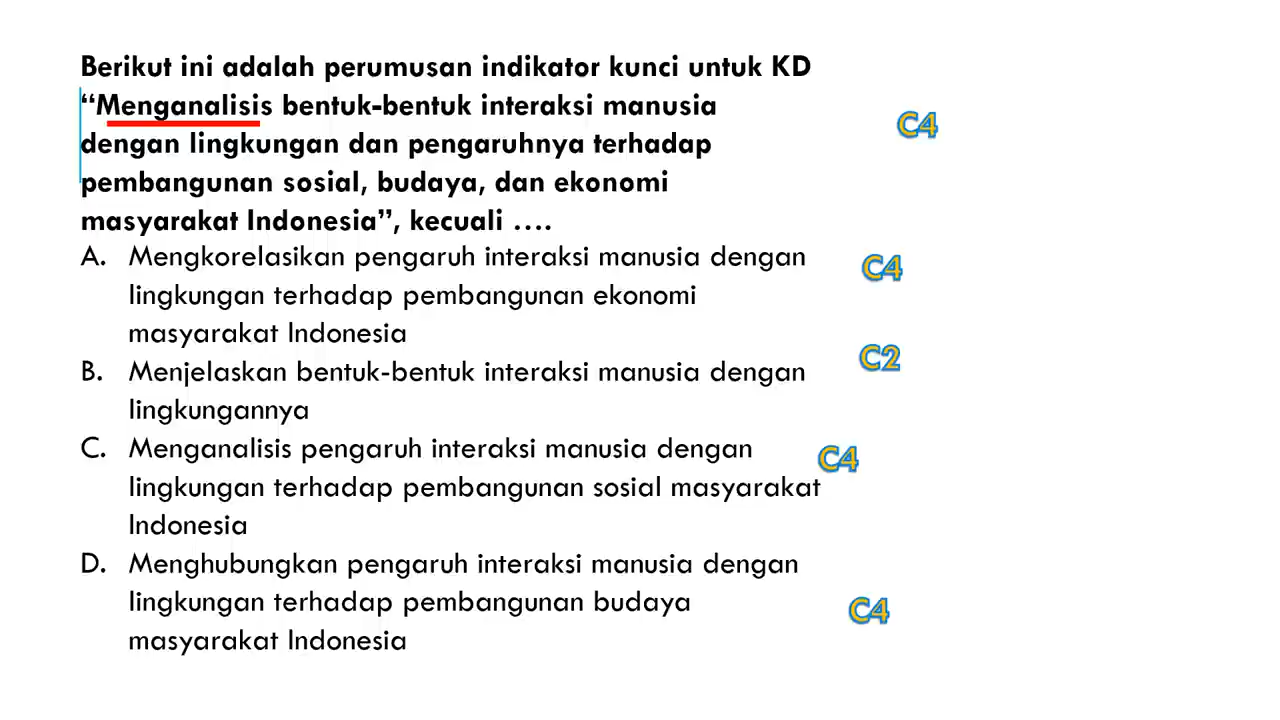 Berikut ini adalah perumusan indikator kunci untuk KD
“Menganalisis bentuk-bentuk interaksi manusia
C4
dengan lingkungan dan pengaruhnya terhadap
pembangunan sosial, budaya, dan ekonomi
masyarakat Indonesia”, kecuali ….
A. Mengkorelasikan pengaruh interaksi manusia dengan
C4
lingkungan terhadap pembangunan ekonomi
masyarakat Indonesia
B. Menjelaskan bentuk-bentuk interaksi manusia dengan
C2
lingkungannya
C. Menganalisis pengaruh interaksi manusia dengan
C4
lingkungan terhadap pembangunan sosial masyarakat
Indonesia
D. Menghubungkan pengaruh interaksi manusia dengan
lingkungan terhadap pembangunan budaya
C4
masyarakat Indonesia